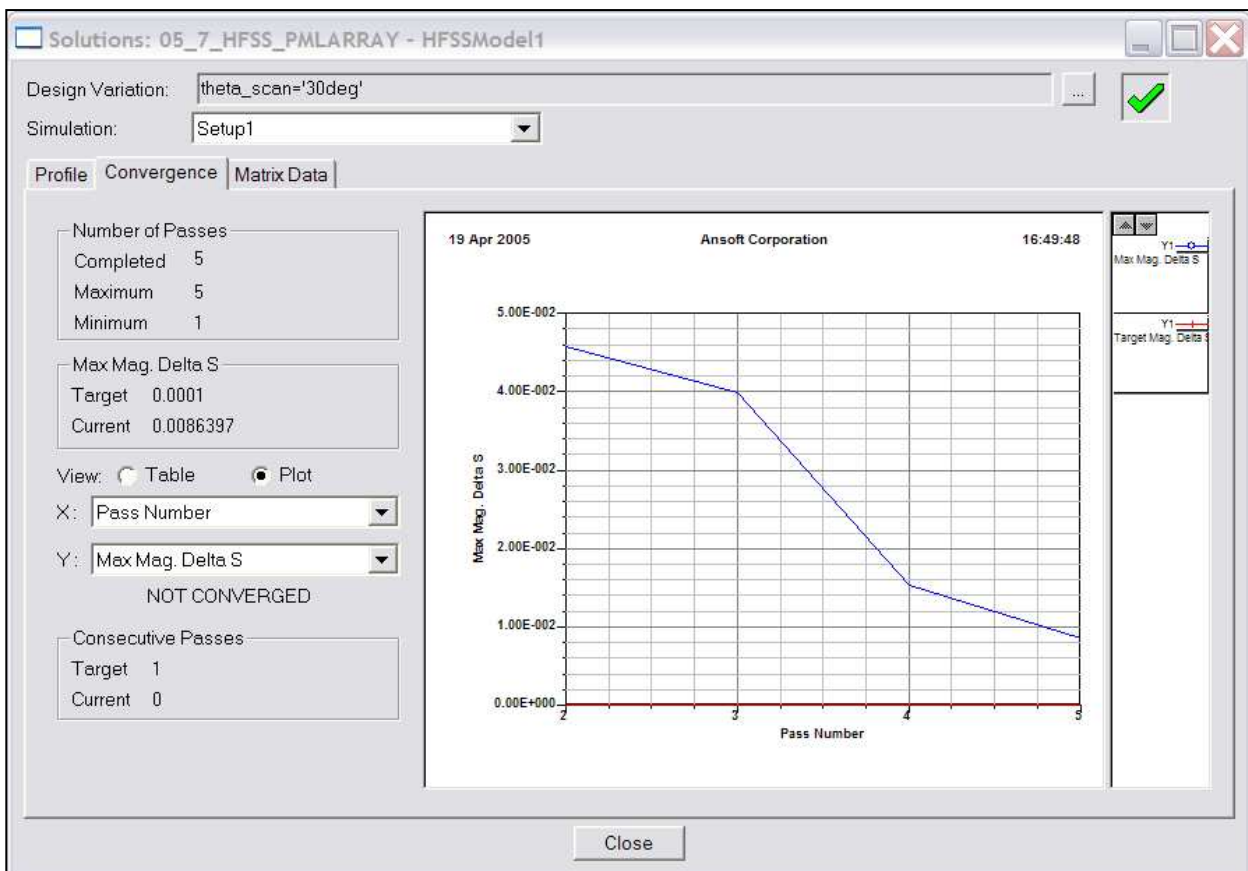 Solutions: 05_7_HFSS_PMLARRAY - HFSSModel1
Design Variation: theta_scan='30deg' ...
Simulation: Setup1
Profile Convergence Matrix Data
Number of Passes
Completed 5
Maximum 5
Minimum 1
Max Mag. Delta S
Target 0.0001
Current 0.0086397
View: Table Plot
X: Pass Number
Y: Max Mag. Delta S
NOT CONVERGED
Consecutive Passes
Target 1
Current 0
19 Apr 2005 Ansoft Corporation 16:49:48
5.00E-002
4.00E-002
3.00E-002
2.00E-002
1.00E-002
0.00E+000
Max Mag. Delta S
2 3 4 5
Pass Number
Y1
Max Mag. Delta S
Y1
Target Mag. Delta S
Close